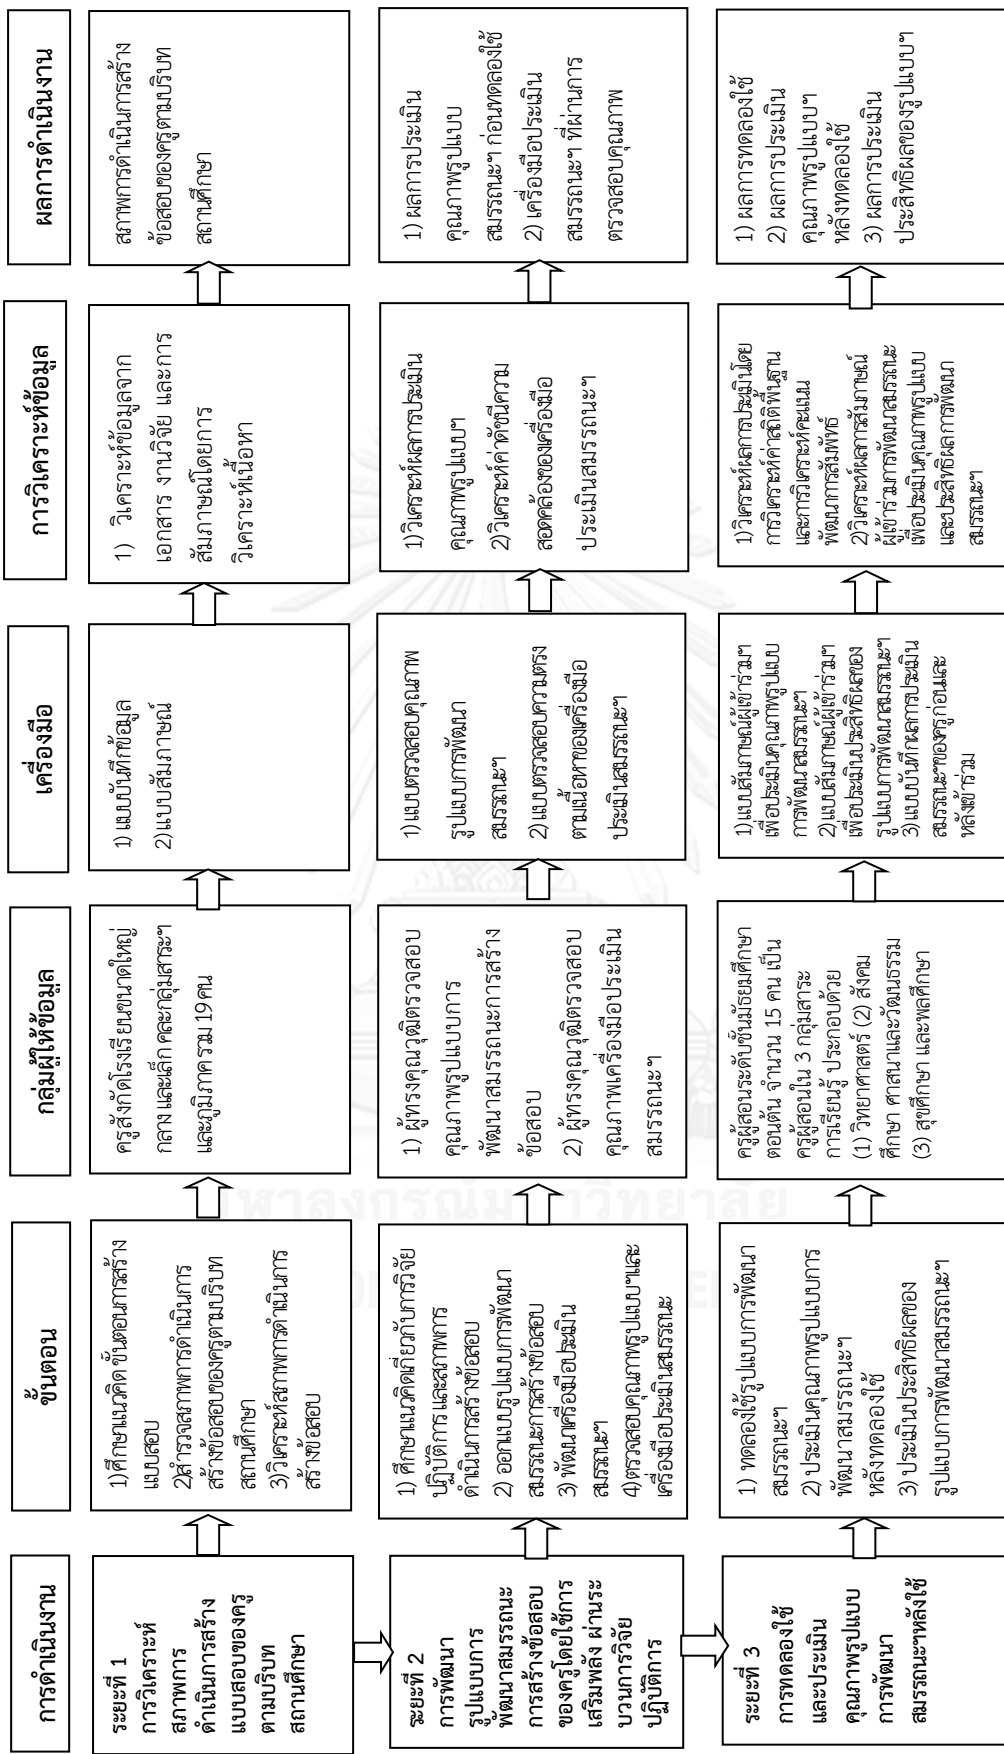 การดำเนินงาน
ขั้นตอน
กลุ่มผู้ให้ข้อมูล
เครื่องมือ
การวิเคราะห์ข้อมูล
ผลการดำเนินงาน
ระยะที่ 1
การวิเคราะห์
สภาพการ
ดำเนินการสร้าง
แบบสอบของครู
ตามบริบท
สถานศึกษา
1)ศึกษาแนวคิด ขั้นตอนการสร้าง
แบบสอบ
2)สำรวจสภาพการดำเนินการ
สร้างข้อสอบของครูตามบริบท
สถานศึกษา
3)วิเคราะห์สภาพการดำเนินการ
สร้างข้อสอบ
ครูสังกัดโรงเรียนขนาดใหญ่
กลาง และเล็ก คละกลุ่มสาระฯ
และภูมิภาค รวม 19 คน
1) แบบบันทึกข้อมูล
2)แบบสัมภาษณ์
1) วิเคราะห์ข้อมูลจาก
เอกสาร งานวิจัย และการ
สัมภาษณ์โดยการ
วิเคราะห์เนื้อหา
สภาพการดำเนินการสร้าง
ข้อสอบของครูตามบริบท
สถานศึกษา
ระยะที่ 2
การพัฒนา
รูปแบบการ
พัฒนาสมรรถนะ
การสร้างข้อสอบ
ของครูโดยใช้การ
เสริมพลัง ผ่านระ
บวนการวิจัย
ปฏิบัติการ
1) ศึกษาแนวคิดเกี่ยวกับการวิจัย
ปฏิบัติการ และสภาพการ
ดำเนินการสร้างข้อสอบ
2) ออกแบบรูปแบบการพัฒนา
สมรรถนะการสร้างข้อสอบ
3) พัฒนาเครื่องมือประเมิน
สมรรถนะฯ
4)ตรวจสอบคุณภาพรูปแบบฯและ
เครื่องมือประเมินสมรรถนะ
1) ผู้ทรงคุณวุฒิตรวจสอบ
คุณภาพรูปแบบการ
พัฒนาสมรรถนะการสร้าง
ข้อสอบ
2) ผู้ทรงคุณวุฒิตรวจสอบ
คุณภาพเครื่องมือประเมิน
สมรรถนะฯ
1)แบบตรวจสอบคุณภาพ
รูปแบบการพัฒนา
สมรรถนะฯ
2)แบบตรวจสอบความตรง
ตามเนื้อหาของเครื่องมือ
ประเมินสมรรถนะฯ
1)วิเคราะห์ผลการประเมิน
คุณภาพรูปแบบฯ
2)วิเคราะห์ค่าดัชนีความ
สอดคล้องของเครื่องมือ
ประเมินสมรรถนะฯ
1) ผลการประเมิน
คุณภาพรูปแบบ
สมรรถนะฯ ก่อนทดลองใช้
2) เครื่องมือประเมิน
สมรรถนะฯ ที่ผ่านการ
ตรวจสอบคุณภาพ
ระยะที่ 3
การทดลองใช้
และประเมิน
คุณภาพรูปแบบ
การพัฒนา
สมรรถนะฯหลังใช้
1) ทดลองใช้รูปแบบการพัฒนา
สมรรถนะฯ
2) ประเมินคุณภาพรูปแบบการ
พัฒนาสมรรถนะฯ
หลังทดลองใช้
3) ประเมินประสิทธิผลของ
รูปแบบการพัฒนาสมรรถนะฯ
ครูผู้สอนระดับชั้นมัธยมศึกษา
ตอนต้น จำนวน 15 คน เป็น
ครูผู้สอนใน 3 กลุ่มสาระ
การเรียนรู้ ประกอบด้วย
(1) วิทยาศาสตร์ (2) สังคม
ศึกษา ศาสนาและวัฒนธรรม
(3) สุขศึกษา และพลศึกษา
1)แบบสัมภาษณ์ผู้เข้าร่วมฯ
เพื่อประเมินคุณภาพรูปแบบ
การพัฒนาสมรรถนะฯ
2)แบบสัมภาษณ์ผู้เข้าร่วมฯ
เพื่อประเมินประสิทธิผลของ
รูปแบบการพัฒนาสมรรถนะฯ
3)แบบบันทึกผลการประเมิน
สมรรถนะฯของครูก่อนและ
หลังเข้าร่วม
1)วิเคราะห์ผลการประเมินโดย
การวิเคราะห์ค่าสถิติพื้นฐาน
และการวิเคราะห์คะแนน
พัฒนาการสัมพัทธ์
2)วิเคราะห์ผลการสัมภาษณ์
ผู้เข้าร่วมการพัฒนาสมรรถนะ
เพื่อประเมินคุณภาพรูปแบบ
และประสิทธิผลการพัฒนา
สมรรถนะฯ
1) ผลการทดลองใช้
2) ผลการประเมิน
คุณภาพรูปแบบฯ
หลังทดลองใช้
3) ผลการประเมิน
ประสิทธิผลของรูปแบบฯ